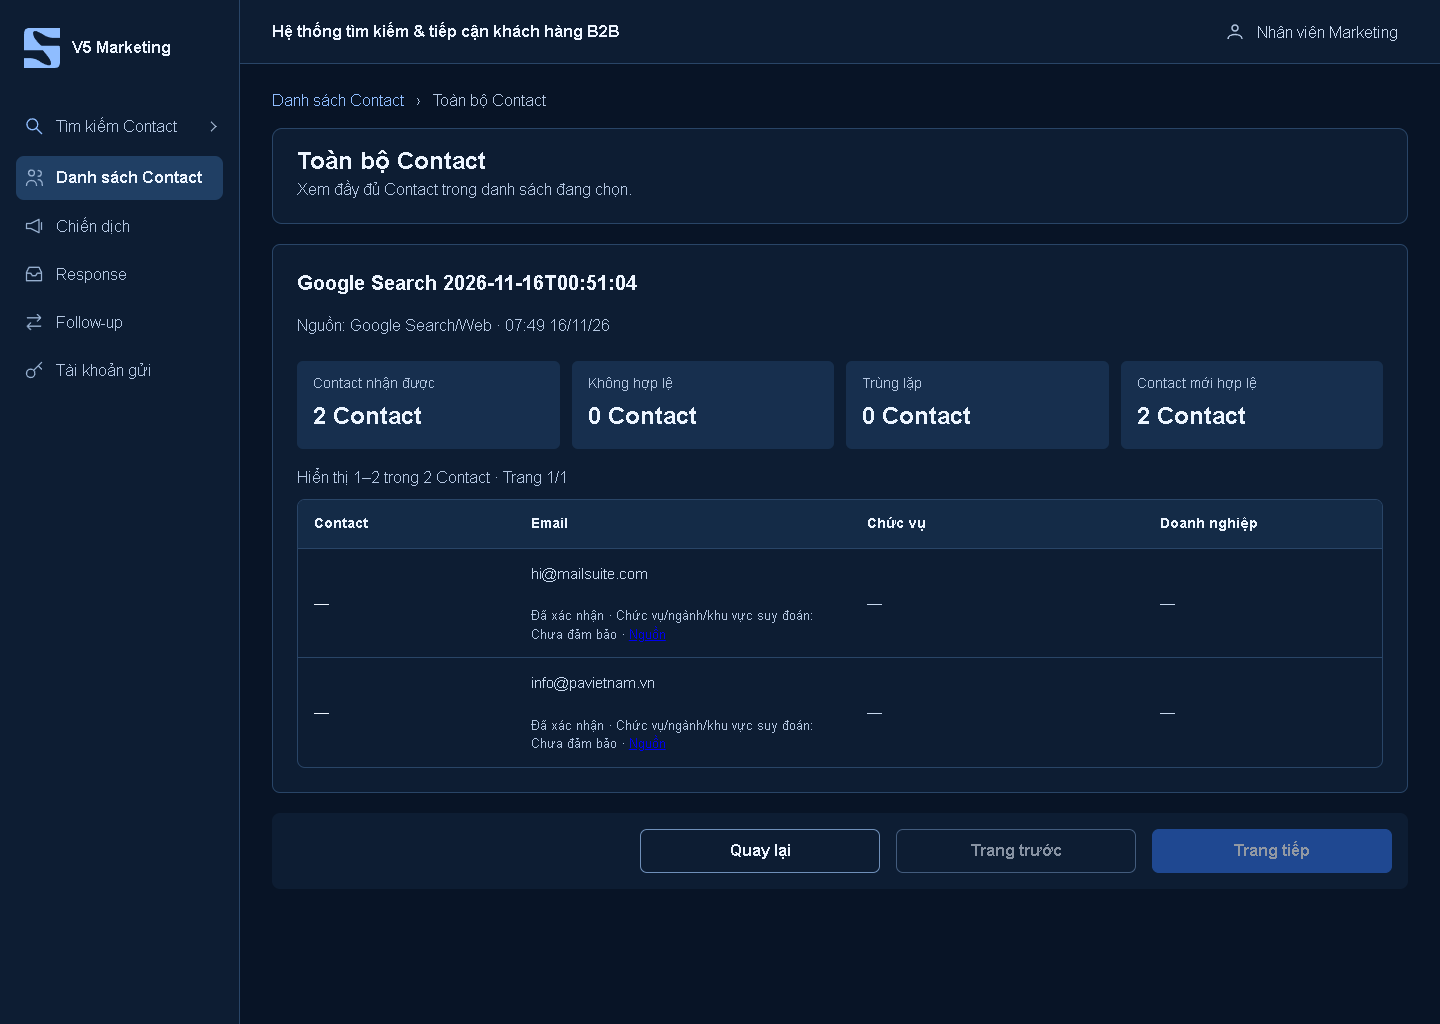 V5 Marketing
Hệ thống tìm kiếm & tiếp cận khách hàng B2B
Nhân viên Marketing
Tìm kiếm Contact
Danh sách Contact
Chiến dịch
Response
Follow-up
Tài khoản gửi
Danh sách Contact › Toàn bộ Contact
Toàn bộ Contact
Xem đầy đủ Contact trong danh sách đang chọn.
Google Search 2026-11-16T00:51:04
Nguồn: Google Search/Web · 07:49 16/11/26
Contact nhận được
2 Contact
Không hợp lệ
0 Contact
Trùng lặp
0 Contact
Contact mới hợp lệ
2 Contact
Hiển thị 1–2 trong 2 Contact · Trang 1/1
Contact Email Chức vụ Doanh nghiệp
hi@mailsuite.com
— — —
Đã xác nhận · Chức vụ/ngành/khu vực suy đoán:
Chưa đảm bảo · Nguồn
info@pavietnam.vn
— — —
Đã xác nhận · Chức vụ/ngành/khu vực suy đoán:
Chưa đảm bảo · Nguồn
Quay lại Trang trước Trang tiếp